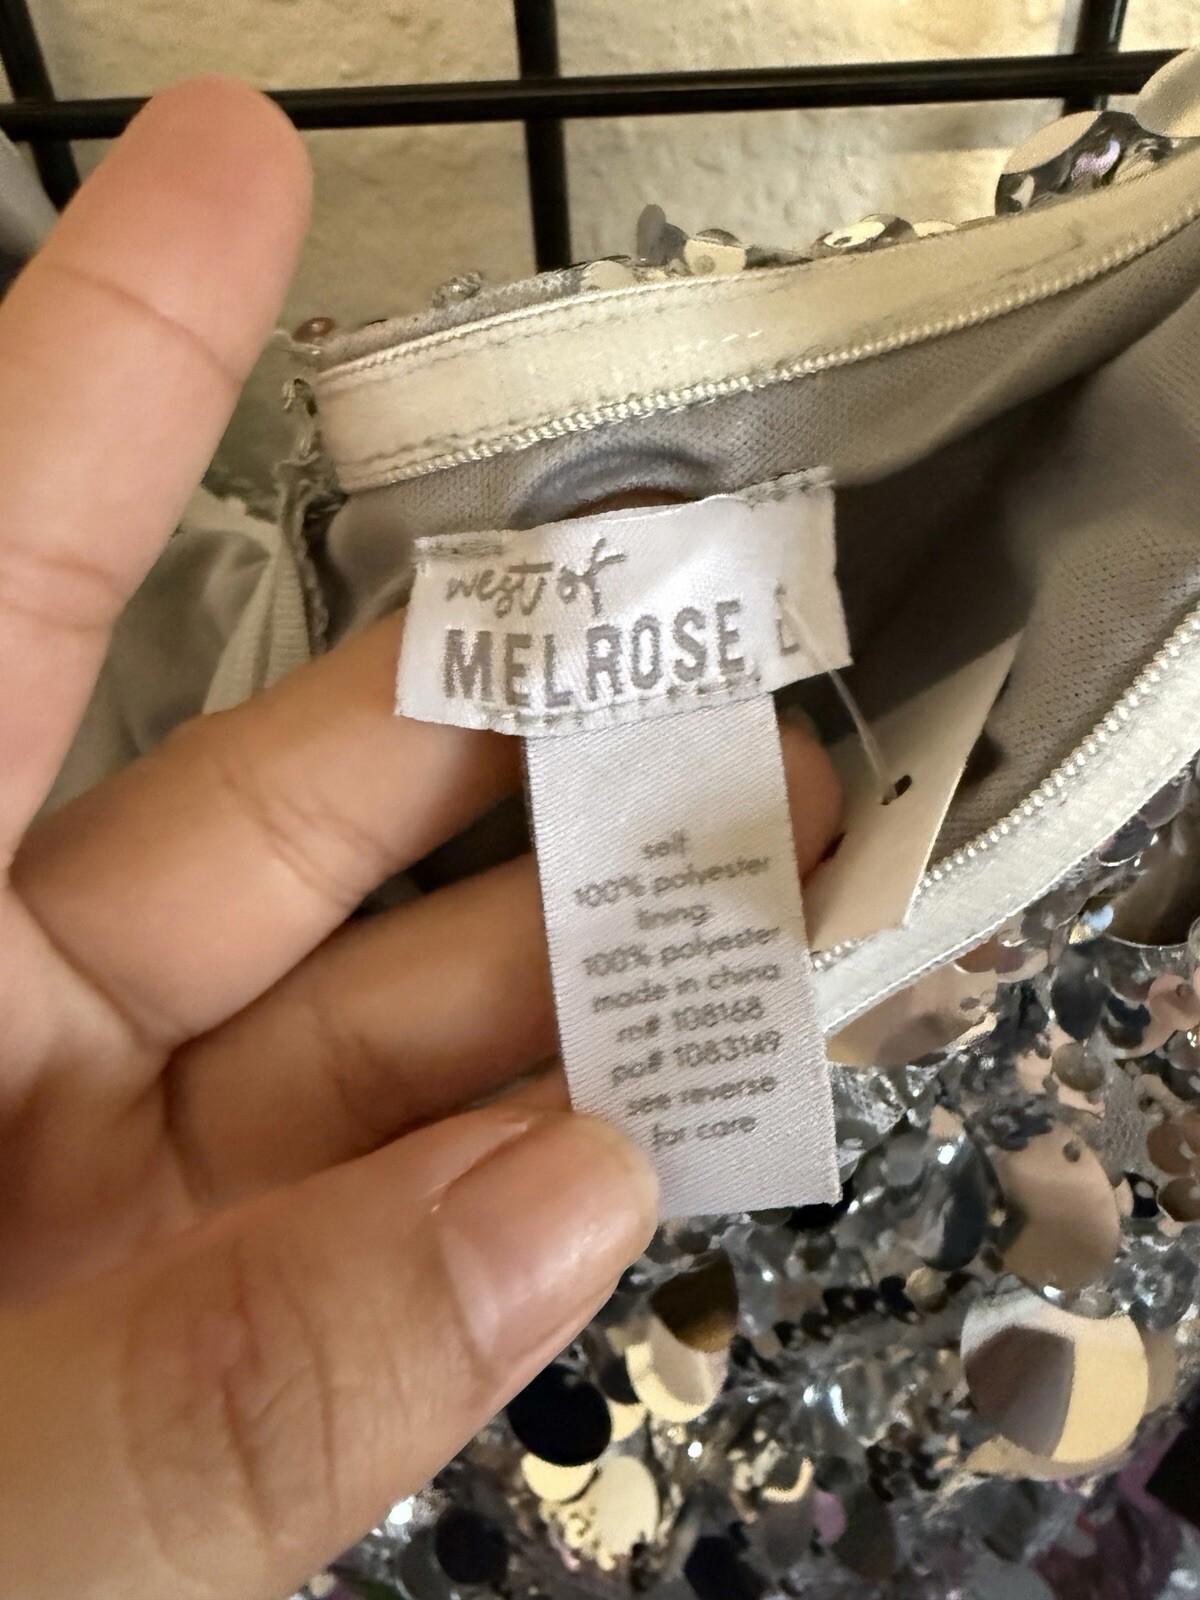 west of
MELROSE L
self:
100% polyester
lining:
100% polyester
made in china
rn# 108168
po# 1083149
see reverse
for care